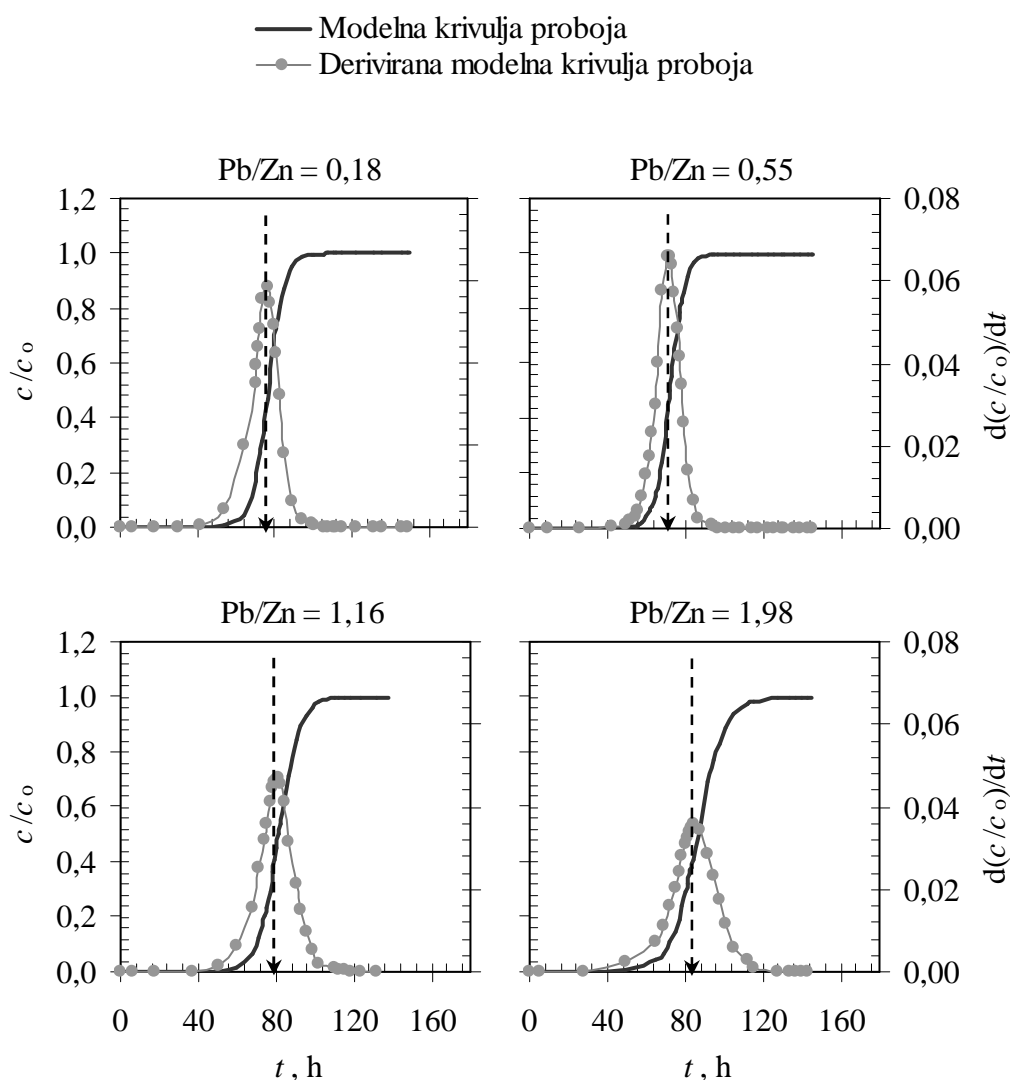 Modelna krivulja proboja
Derivirana modelna krivulja proboja
Pb/Zn = 0,18
Pb/Zn = 0,55
1,2
1,0
0,8
0,6
0,4
0,2
0,0
c/co
0,08
0,06
0,04
0,02
0,00
d(c/co)/dt
Pb/Zn = 1,16
Pb/Zn = 1,98
1,2
1,0
0,8
0,6
0,4
0,2
0,0
c/co
0,08
0,06
0,04
0,02
0,00
d(c/co)/dt
0 40 80 120 160
0 40 80 120 160
t , h
t , h